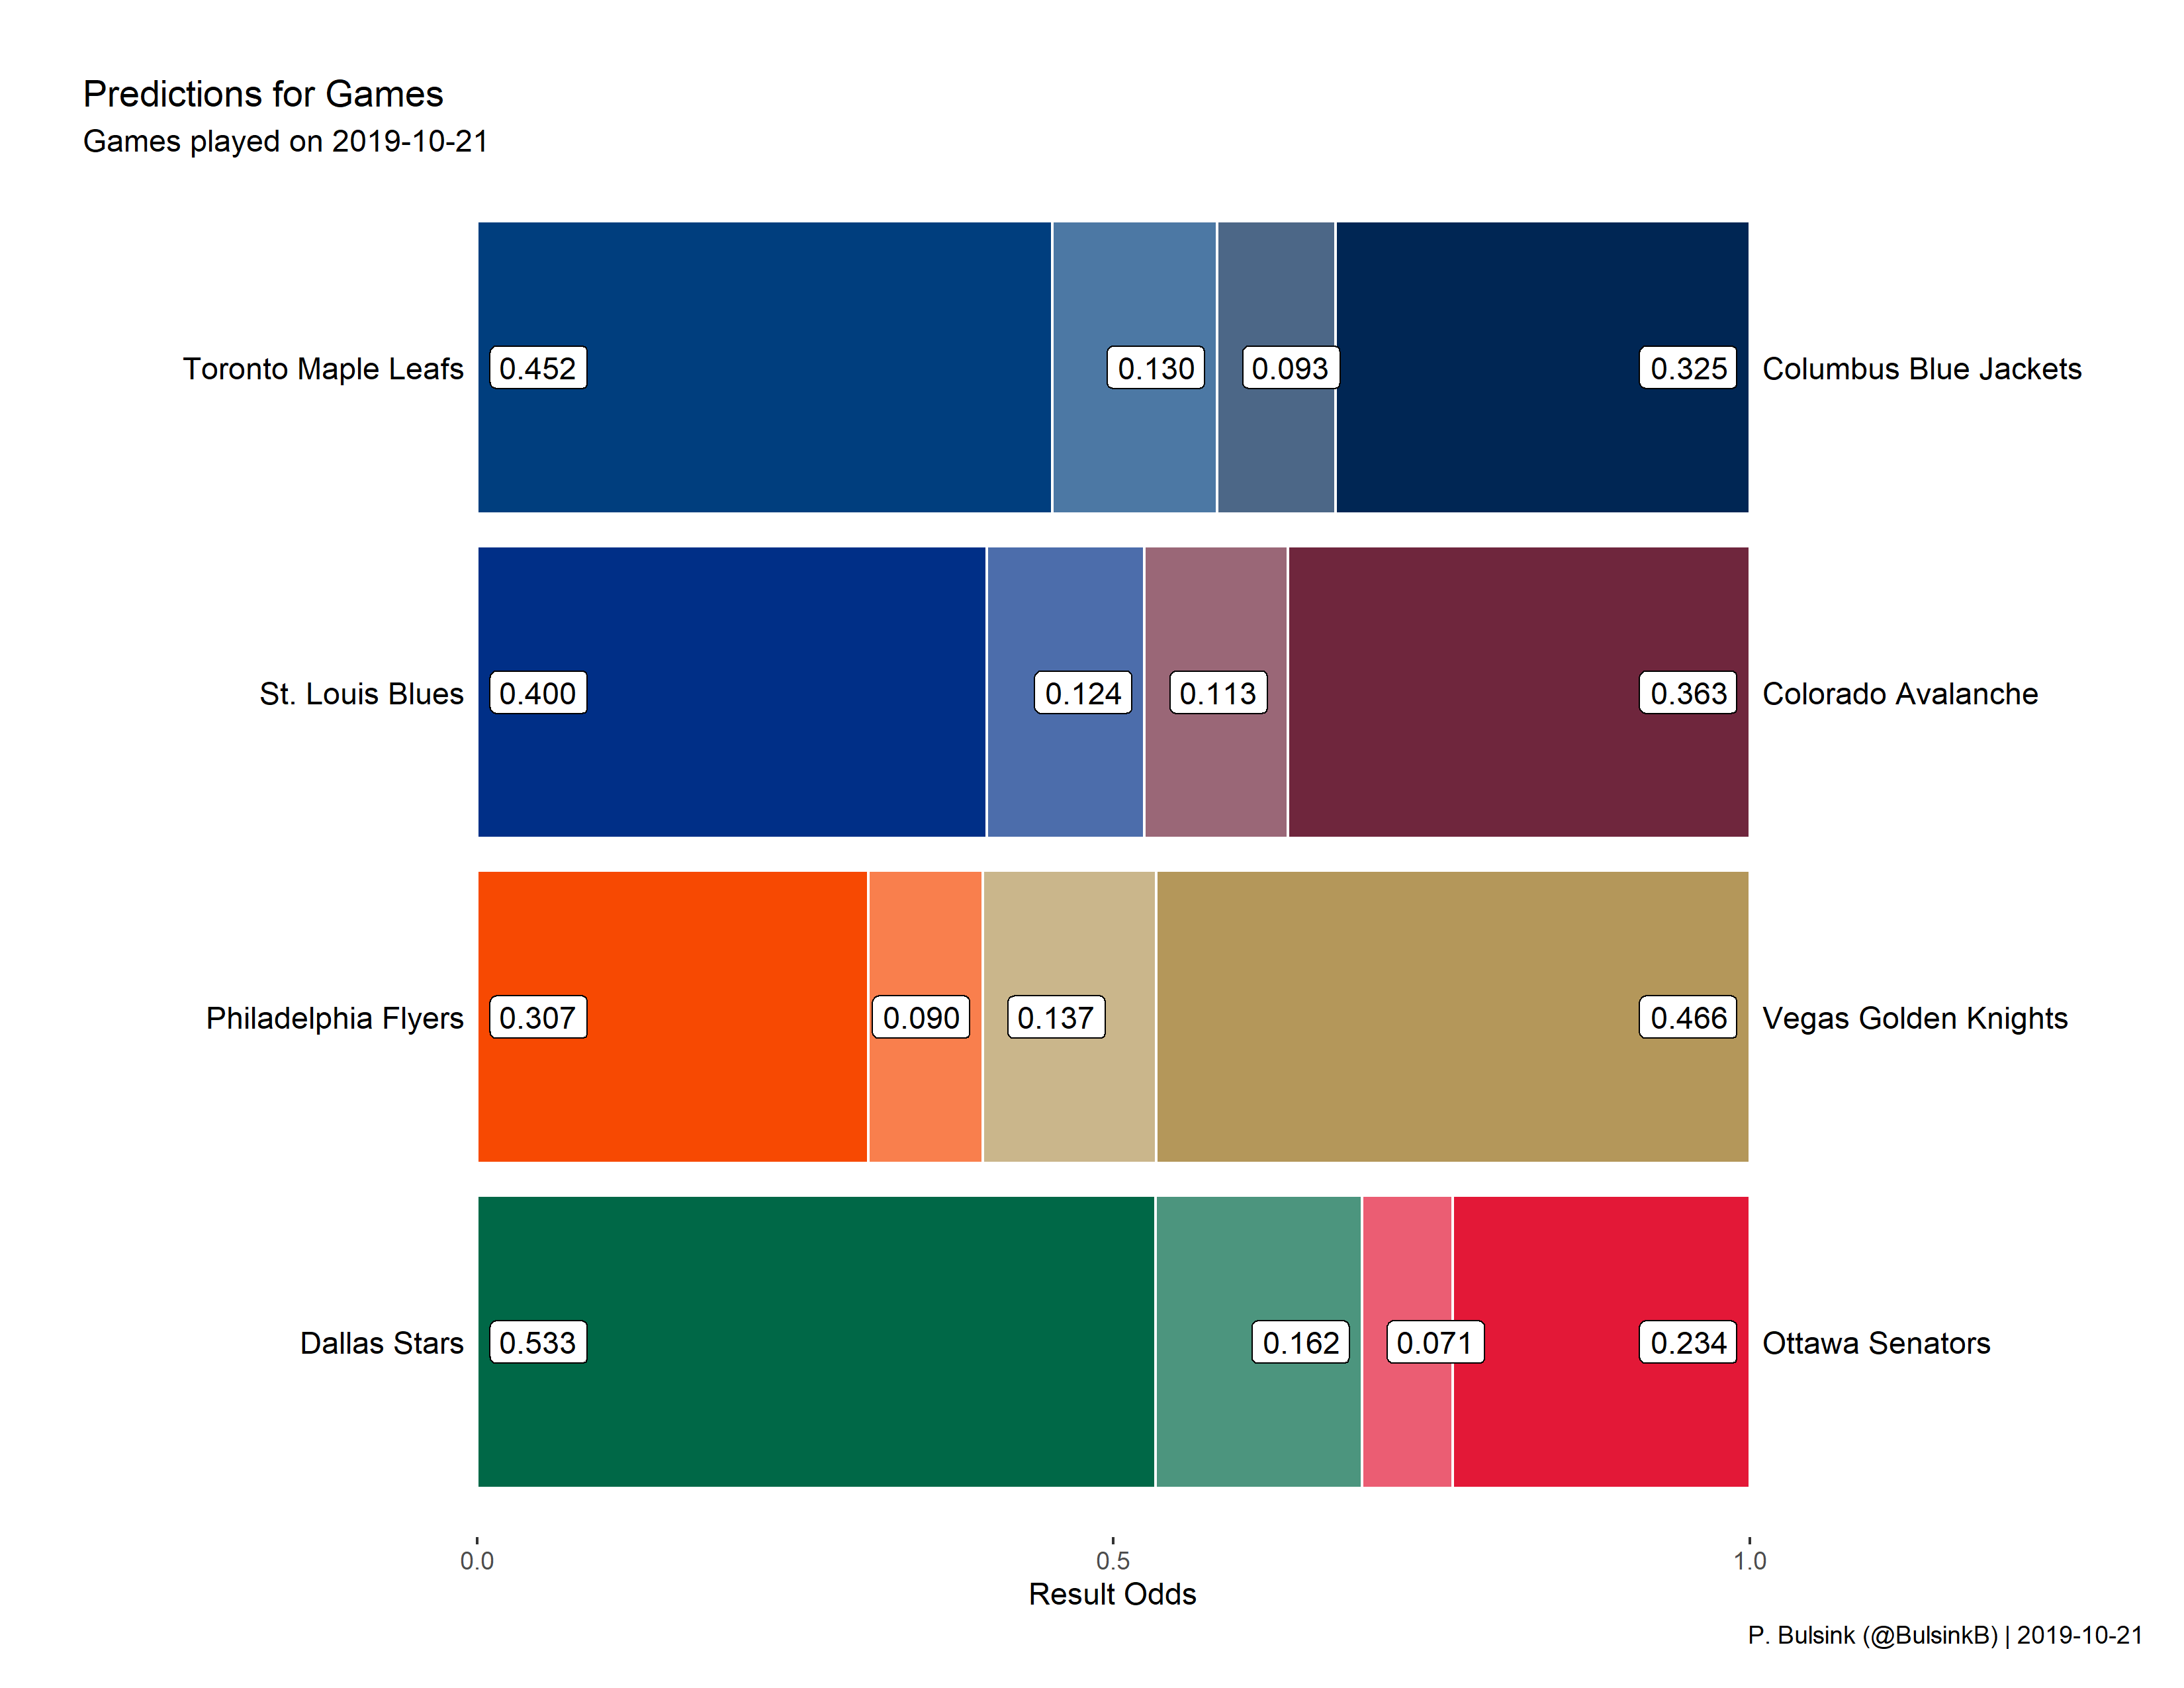 Predictions for Games
Games played on 2019-10-21
Toronto Maple Leafs 0.452 0.130 0.093 0.325 Columbus Blue Jackets
St. Louis Blues 0.400 0.124 0.113 0.363 Colorado Avalanche
Philadelphia Flyers 0.307 0.090 0.137 0.466 Vegas Golden Knights
Dallas Stars 0.533 0.162 0.071 0.234 Ottawa Senators
0.0 0.5 1.0
Result Odds
P. Bulsink (@BulsinkB) | 2019-10-21